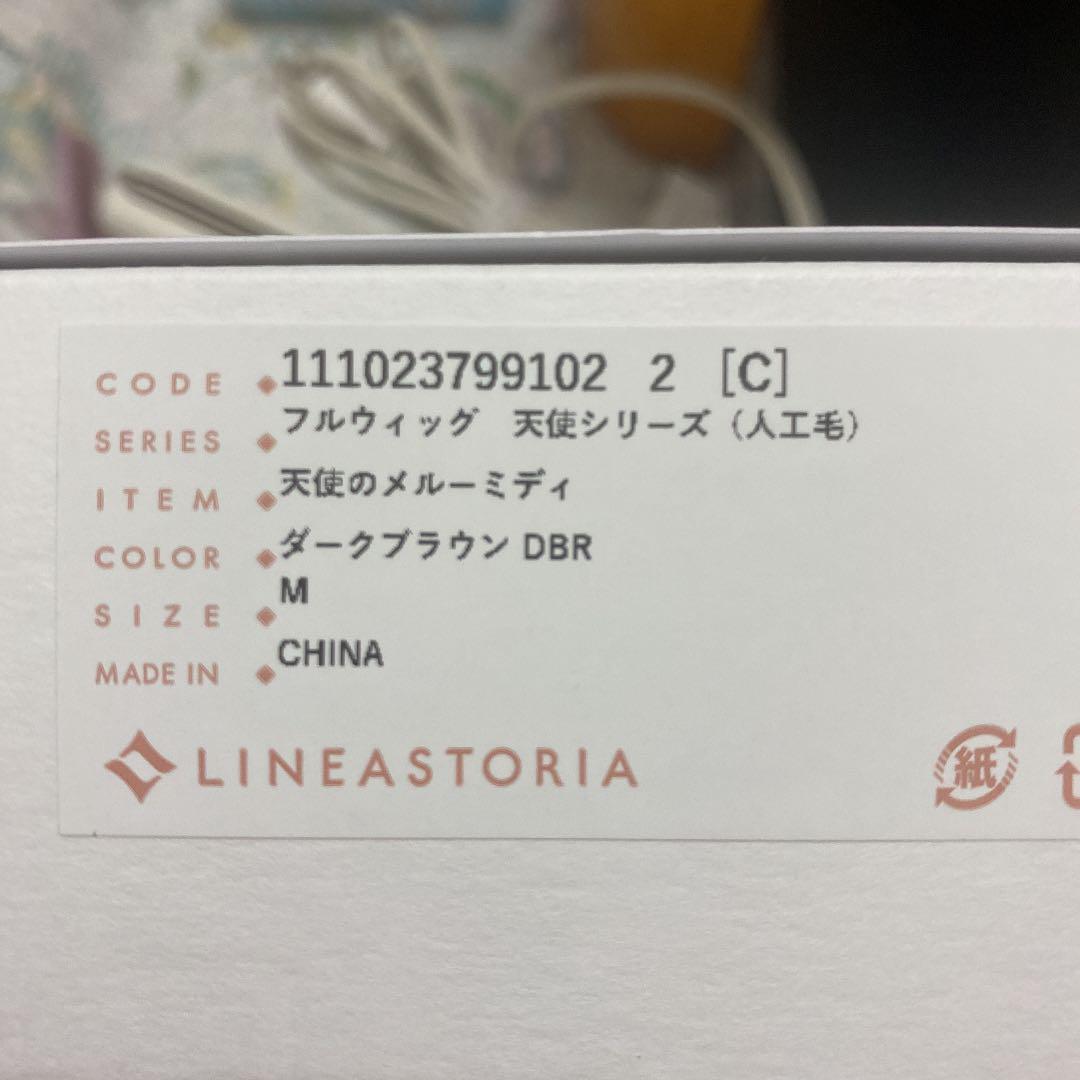 CODE ◆ 111023799102 2 [C]
SERIES ◆ フルウィッグ 天使シリーズ（人工毛）
ITEM ◆ 天使のメルーミディ
COLOR ◆ ダークブラウン DBR
SIZE ◆ M
MADE IN ◆ CHINA
LINEASTORIA
紙